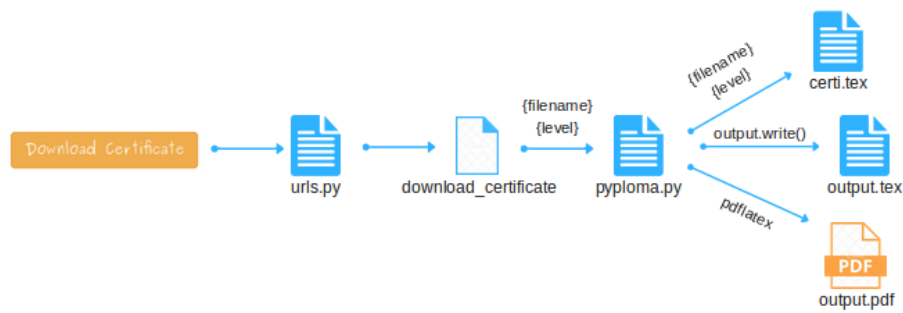 Download Certificate
urls.py
download_certificate
{filename}
{level}
pyploma.py
{filename}
{level}
certi.tex
output.write()
output.tex
pdflatex
PDF
output.pdf